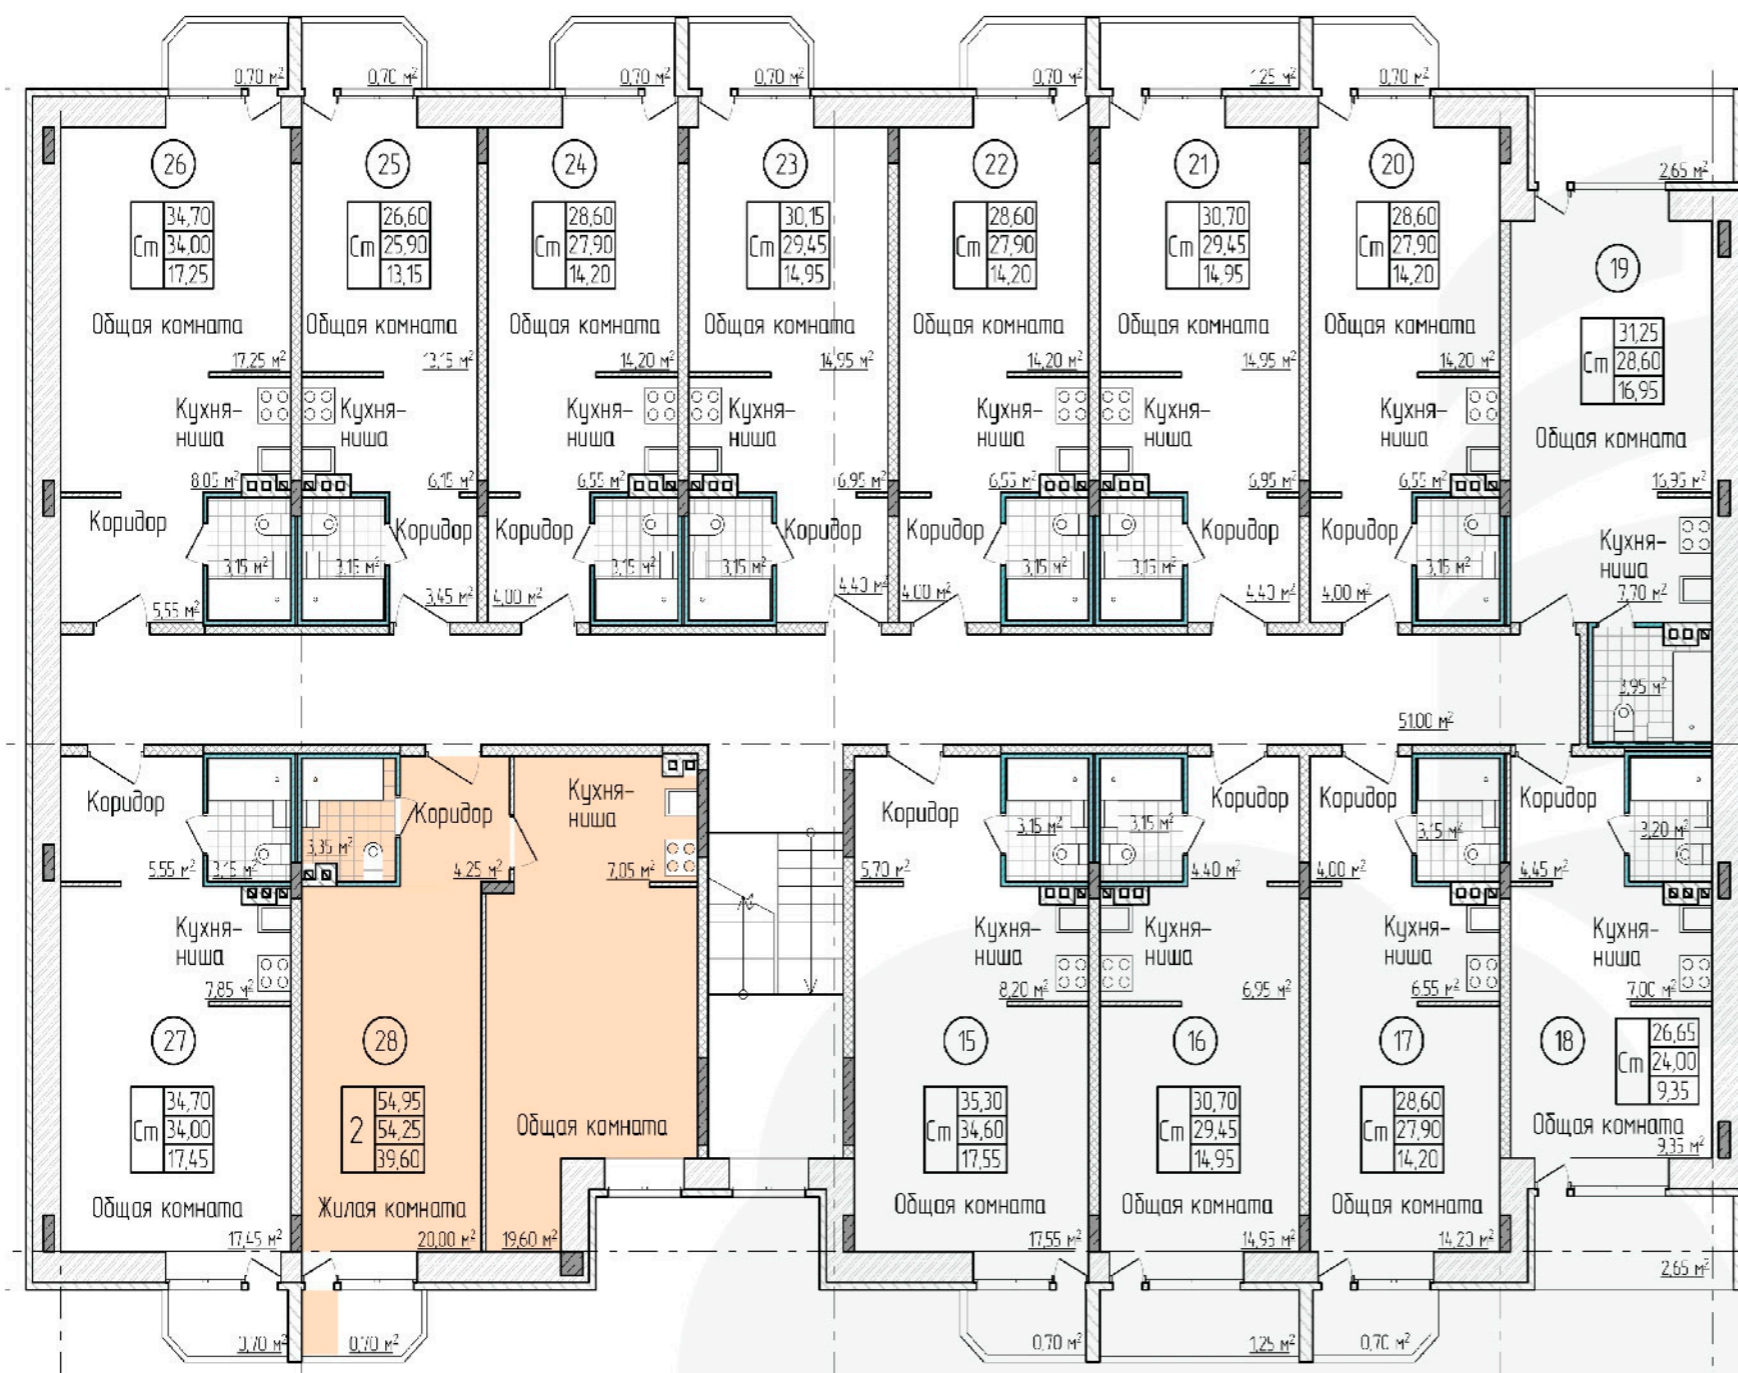 0,70 м²
0,70 м²
0,70 м²
0,70 м²
0,70 м²
1,25 м²
0,70 м²
2,65 м²
26
Ст
34,70
34,00
17,25
Общая комната
17,25 м²
Кухня-
ниша
8,05 м²
Коридор
3,15 м²
5,55 м²
25
Ст
26,60
25,90
13,15
Общая комната
13,15 м²
Кухня-
ниша
6,15 м²
3,15 м²
Коридор
3,45 м²
24
Ст
28,60
27,90
14,20
Общая комната
14,20 м²
Кухня-
ниша
6,55 м²
Коридор
3,15 м²
4,00 м²
23
Ст
30,15
29,45
14,95
Общая комната
14,95 м²
Кухня-
ниша
6,95 м²
3,15 м²
Коридор
4,40 м²
22
Ст
28,60
27,90
14,20
Общая комната
14,20 м²
Кухня-
ниша
6,55 м²
Коридор
3,15 м²
4,00 м²
21
Ст
30,70
29,45
14,95
Общая комната
14,95 м²
Кухня-
ниша
6,95 м²
3,15 м²
Коридор
4,40 м²
20
Ст
28,60
27,90
14,20
Общая комната
14,20 м²
Кухня-
ниша
6,55 м²
Коридор
3,15 м²
4,00 м²
19
Ст
31,25
28,60
16,95
Общая комната
16,95 м²
Кухня-
ниша
7,70 м²
3,95 м²
51,00 м²
Коридор
5,55 м²
3,15 м²
Кухня-
ниша
7,85 м²
27
Ст
34,70
34,00
17,45
Общая комната
17,45 м²
0,70 м²
3,35 м²
Коридор
4,25 м²
Кухня-
ниша
7,05 м²
28
2
54,95
54,25
39,60
Жилая комната
20,00 м²
Общая комната
19,60 м²
0,70 м²
Коридор
5,70 м²
3,15 м²
Кухня-
ниша
8,20 м²
15
Ст
35,30
34,60
17,55
Общая комната
17,55 м²
0,70 м²
3,15 м²
Коридор
4,40 м²
Кухня-
ниша
6,95 м²
16
Ст
30,70
29,45
14,95
Общая комната
14,95 м²
1,25 м²
Коридор
4,00 м²
3,15 м²
Кухня-
ниша
6,55 м²
17
Ст
28,60
27,90
14,20
Общая комната
14,20 м²
0,70 м²
Коридор
4,45 м²
3,20 м²
Кухня-
ниша
7,00 м²
18
Ст
26,65
24,00
9,35
Общая комната
9,35 м²
2,65 м²